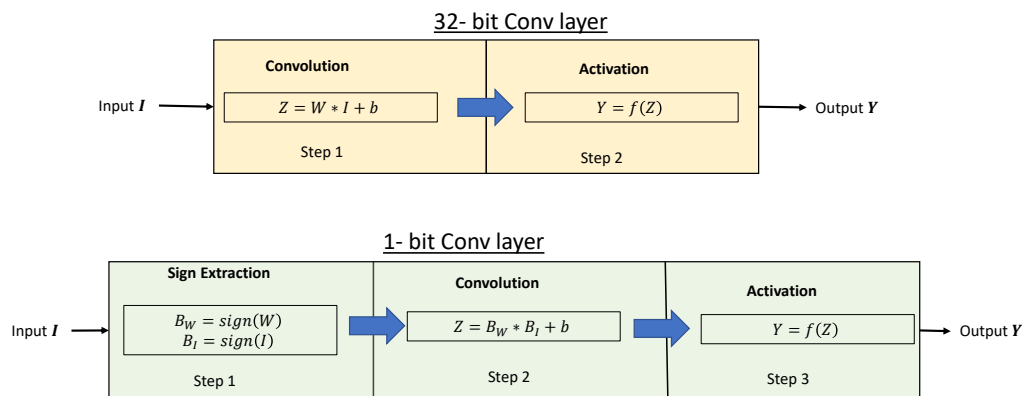 32- bit Conv layer
Convolution
Activation
Input I
Z = W * I + b
Y = f(Z)
Output Y
Step 1
Step 2
1- bit Conv layer
Sign Extraction
Convolution
Activation
Input I
B_W = sign(W)
B_I = sign(I)
Z = B_W * B_I + b
Y = f(Z)
Output Y
Step 1
Step 2
Step 3